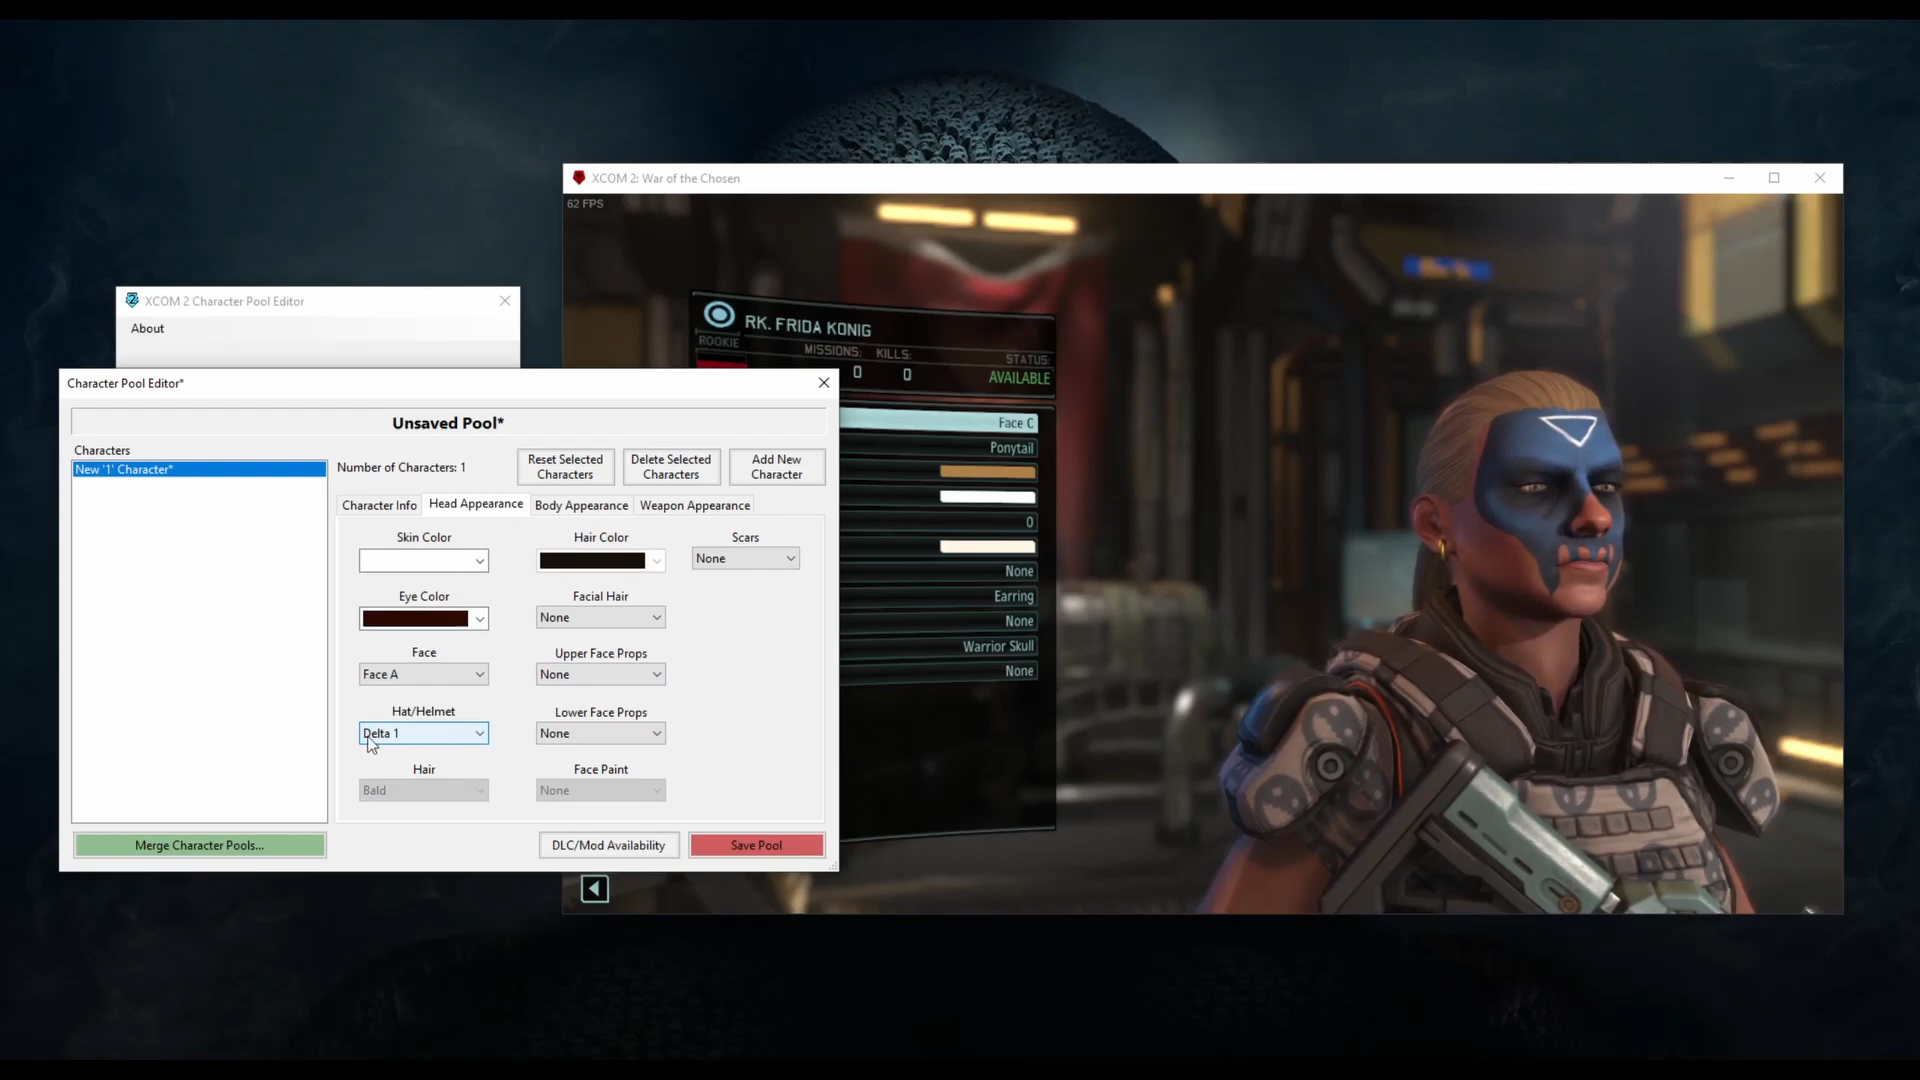 XCOM 2: War of the Chosen
62 FPS
XCOM 2 Character Pool Editor
About
RK. FRIDA KONIG
ROOKIE
MISSIONS: KILLS:
0 0
STATUS:
AVAILABLE
Face C
Ponytail
0
None
Earring
None
Warrior Skull
None
Character Pool Editor*
Unsaved Pool*
Characters
New '1' Character*
Number of Characters: 1
Reset Selected
Characters
Delete Selected
Characters
Add New
Character
Character Info
Head Appearance
Body Appearance
Weapon Appearance
Skin Color
Hair Color
Scars
None
Eye Color
Facial Hair
None
Face
Face A
Upper Face Props
None
Hat/Helmet
Delta 1
Lower Face Props
None
Hair
Bald
Face Paint
None
Merge Character Pools...
DLC/Mod Availability
Save Pool